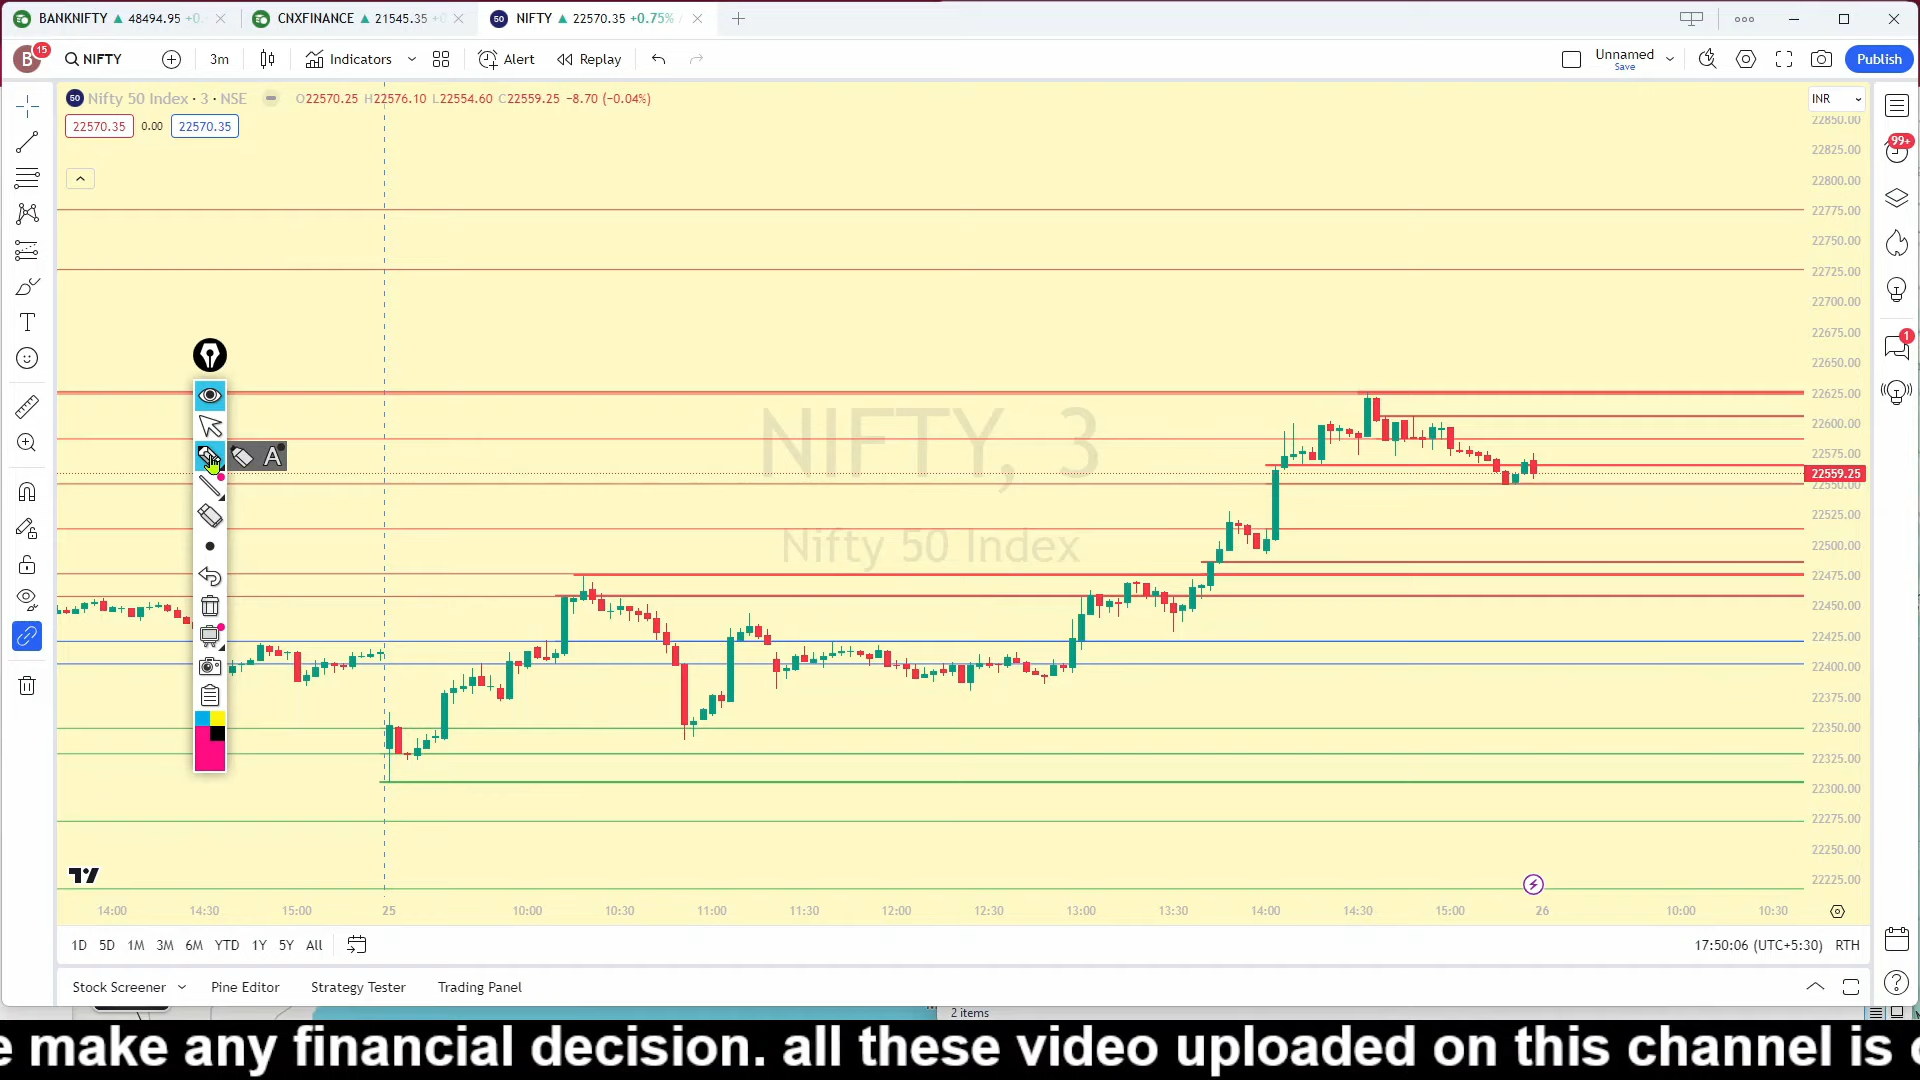 BANKNIFTY ▲ 48494.95 +0.
CNXFINANCE ▲ 21545.35 +0
50 NIFTY ▲ 22570.35 +0.75%
B 15 NIFTY 3m Indicators Alert Replay Unnamed Save Publish
50 Nifty 50 Index · 3 · NSE O22570.25 H22576.10 L22554.60 C22559.25 −8.70 (−0.04%)
22570.35 0.00 22570.35
INR
22850.00
22825.00
22800.00
22775.00
22750.00
22725.00
22700.00
22675.00
22650.00
22625.00
22600.00
22575.00
22559.25
22550.00
22525.00
22500.00
22475.00
22450.00
22425.00
22400.00
22375.00
22350.00
22325.00
22300.00
22275.00
22250.00
22225.00
99+
1
NIFTY, 3
Nifty 50 Index
A
14:00 14:30 15:00 25 10:00 10:30 11:00 11:30 12:00 12:30 13:00 13:30 14:00 14:30 15:00 26 10:00 10:30
1D 5D 1M 3M 6M YTD 1Y 5Y All 17:50:06 (UTC+5:30) RTH
Stock Screener Pine Editor Strategy Tester Trading Panel
2 items
e make any financial decision. all these video uploaded on this channel is